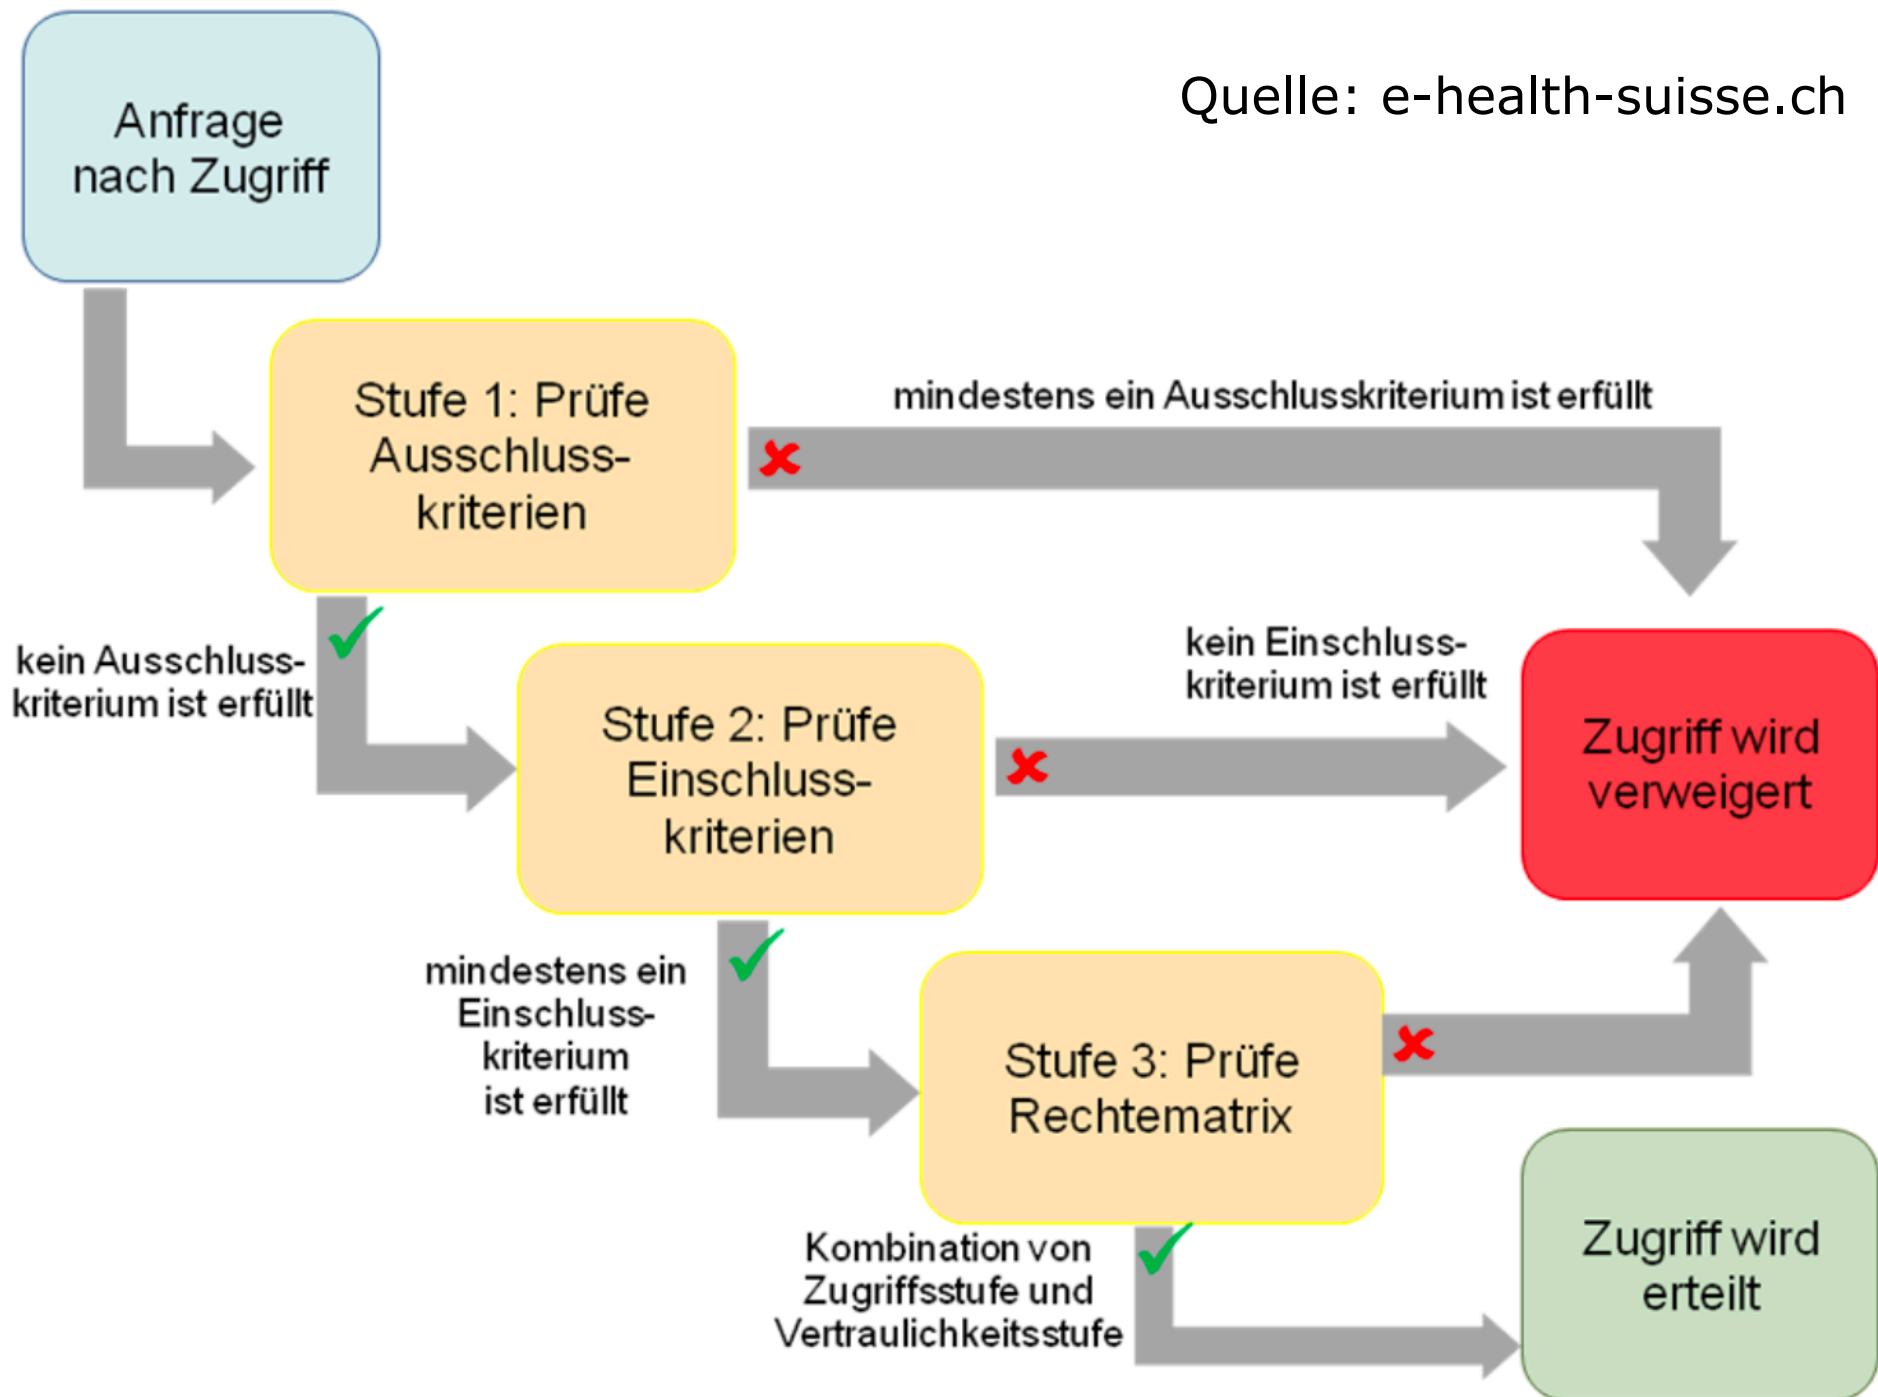 Anfrage
nach Zugriff
Quelle: e-health-suisse.ch
Stufe 1: Prüfe
Ausschluss-
kriterien
mindestens ein Ausschlusskriterium ist erfüllt
kein Ausschluss-
kriterium ist erfüllt
Stufe 2: Prüfe
Einschluss-
kriterien
kein Einschluss-
kriterium ist erfüllt
Zugriff wird
verweigert
mindestens ein
Einschluss-
kriterium
ist erfüllt
Stufe 3: Prüfe
Rechtematrix
Kombination von
Zugriffsstufe und
Vertraulichkeitsstufe
Zugriff wird
erteilt